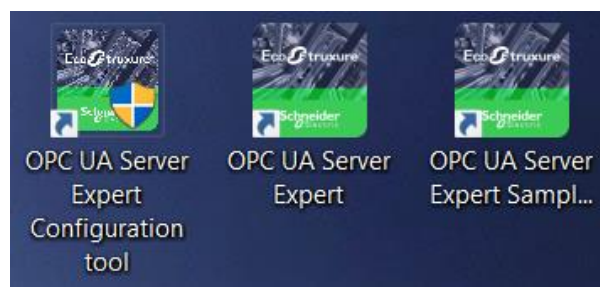 EcoStruxure
Schneider
OPC UA Server
Expert
Configuration
tool
EcoStruxure
Schneider
Electric
OPC UA Server
Expert
EcoStruxure
Schneider
Electric
OPC UA Server
Expert Sampl...